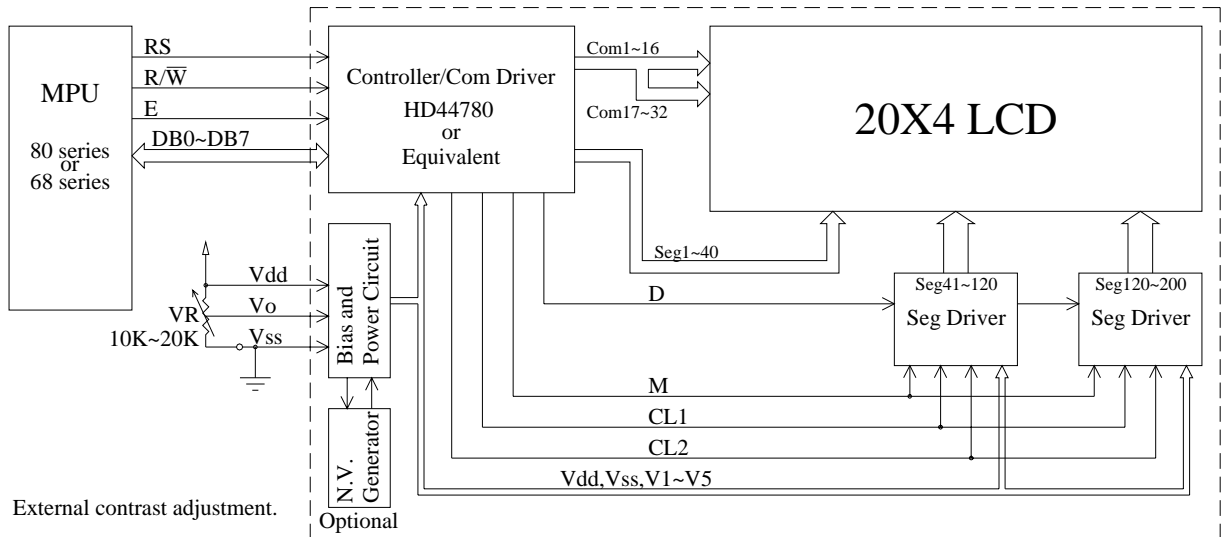 MPU
80 series
or
68 series
RS
R/W̅
E
DB0~DB7
Controller/Com Driver
HD44780
or
Equivalent
Com1~16
Com17~32
20X4 LCD
Seg1~40
D
Seg41~120
Seg Driver
Seg120~200
Seg Driver
Vdd
Vo
Vss
VR
10K~20K
Bias and
Power Circuit
N.V.
Generator
Optional
M
CL1
CL2
Vdd,Vss,V1~V5
External contrast adjustment.